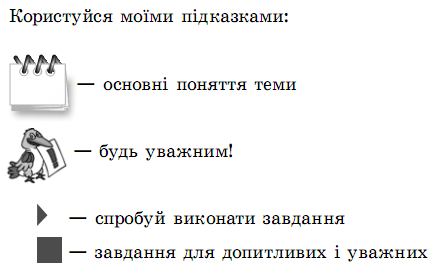 Користуйся моїми підказками:
— основні поняття теми
— будь уважним!
— спробуй виконати завдання
— завдання для допитливих і уважних